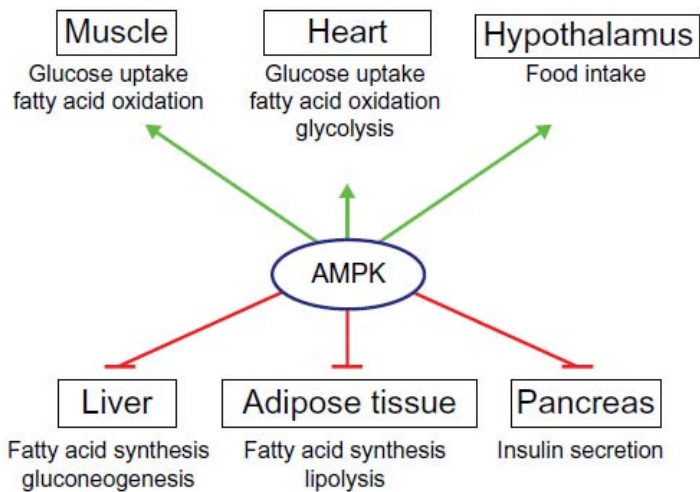 Muscle
Glucose uptake
fatty acid oxidation
Heart
Glucose uptake
fatty acid oxidation
glycolysis
Hypothalamus
Food intake
AMPK
Liver
Fatty acid synthesis
gluconeogenesis
Adipose tissue
Fatty acid synthesis
lipolysis
Pancreas
Insulin secretion